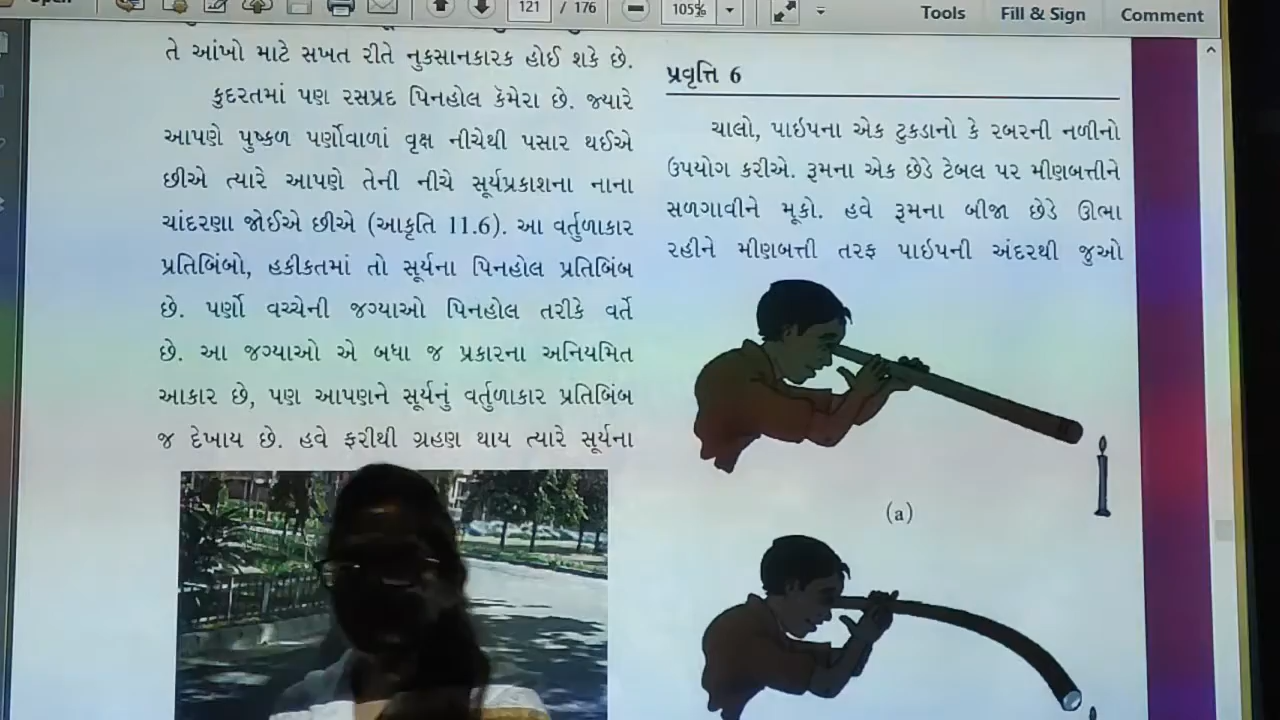 121 / 176
105%
Tools
Fill & Sign
Comment
તે આંખો માટે સખત રીતે નુકસાનકારક હોઈ શકે છે.
કુદરતમાં પણ રસપ્રદ પિનહોલ કૅમેરા છે. જ્યારે
આપણે પુષ્કળ પર્ણોવાળાં વૃક્ષ નીચેથી પસાર થઈએ
છીએ ત્યારે આપણે તેની નીચે સૂર્યપ્રકાશના નાના
ચાંદરણા જોઈએ છીએ (આકૃતિ 11.6). આ વર્તુળાકાર
પ્રતિબિંબો, હકીકતમાં તો સૂર્યના પિનહોલ પ્રતિબિંબ
છે. પર્ણો વચ્ચેની જગ્યાઓ પિનહોલ તરીકે વર્તે
છે. આ જગ્યાઓ એ બધા જ પ્રકારના અનિયમિત
આકાર છે, પણ આપણને સૂર્યનું વર્તુળાકાર પ્રતિબિંબ
જ દેખાય છે. હવે ફરીથી ગ્રહણ થાય ત્યારે સૂર્યના
પ્રવૃત્તિ 6
ચાલો, પાઇપના એક ટુકડાનો કે રબરની નળીનો
ઉપયોગ કરીએ. રૂમના એક છેડે ટેબલ પર મીણબત્તીને
સળગાવીને મૂકો. હવે રૂમના બીજા છેડે ઊભા
રહીને મીણબત્તી તરફ પાઇપની અંદરથી જુઓ
(a)